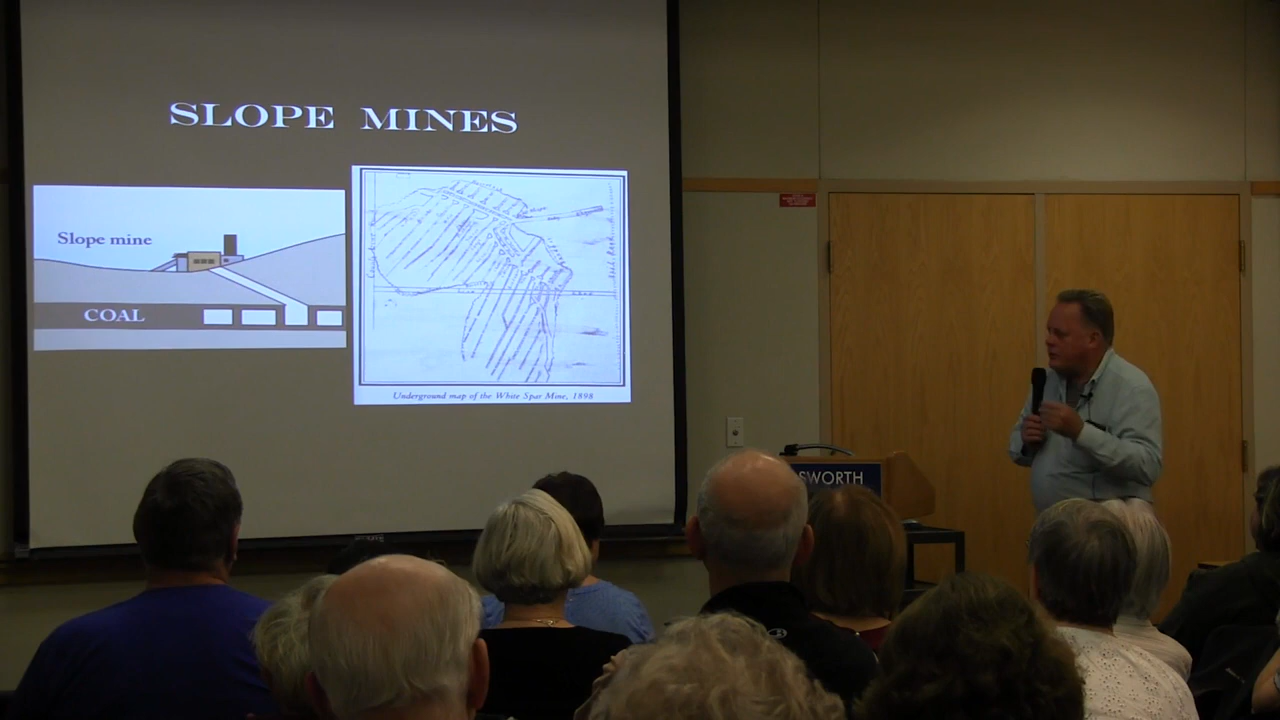 SLOPE MINES
Slope mine
COAL
Underground map of the White Spar Mine, 1898
SWORTH